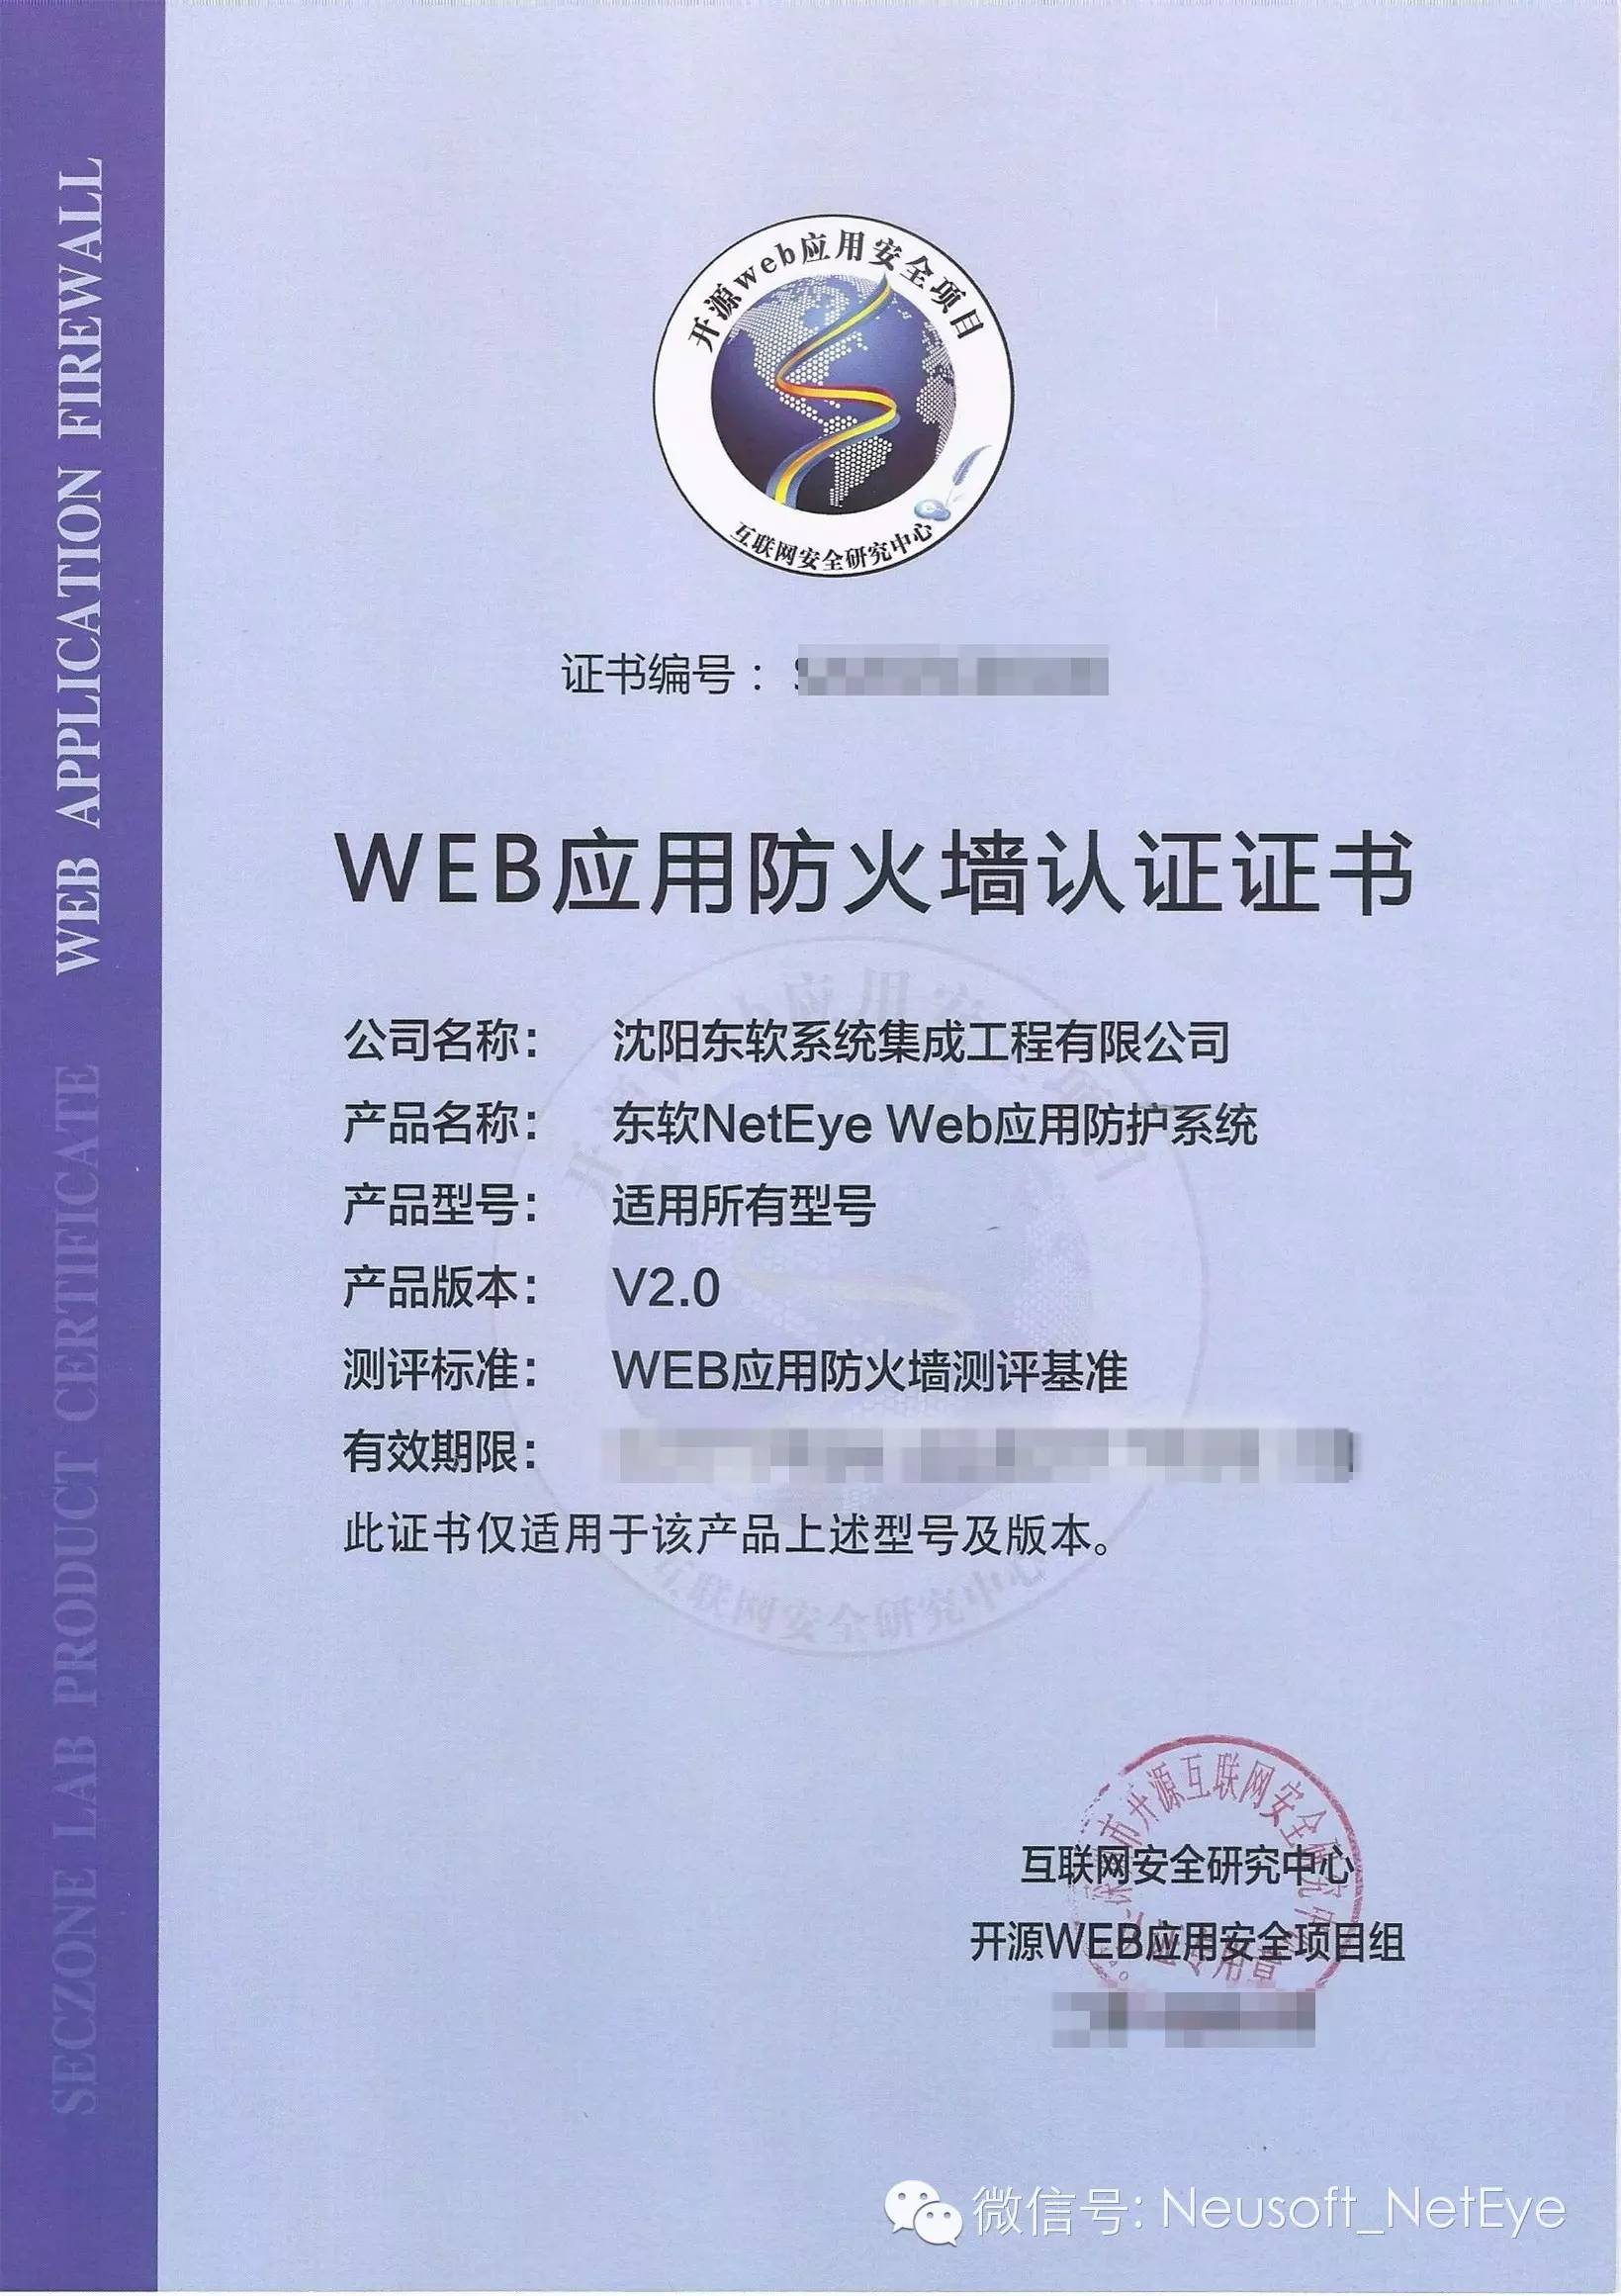 WEB APPLICATION FIREWALL
SECZONE LAB PRODUCT CERTIFICATE
开源web应用安全项目
互联网安全研究中心
证书编号：
WEB应用防火墙认证证书
公司名称： 沈阳东软系统集成工程有限公司
产品名称： 东软NetEye Web应用防护系统
产品型号： 适用所有型号
产品版本： V2.0
测评标准： WEB应用防火墙测评基准
有效期限：
此证书仅适用于该产品上述型号及版本。
互联网安全研究中心
开源WEB应用安全项目组
市开源互联网安全研究中
微信号: Neusoft_NetEye